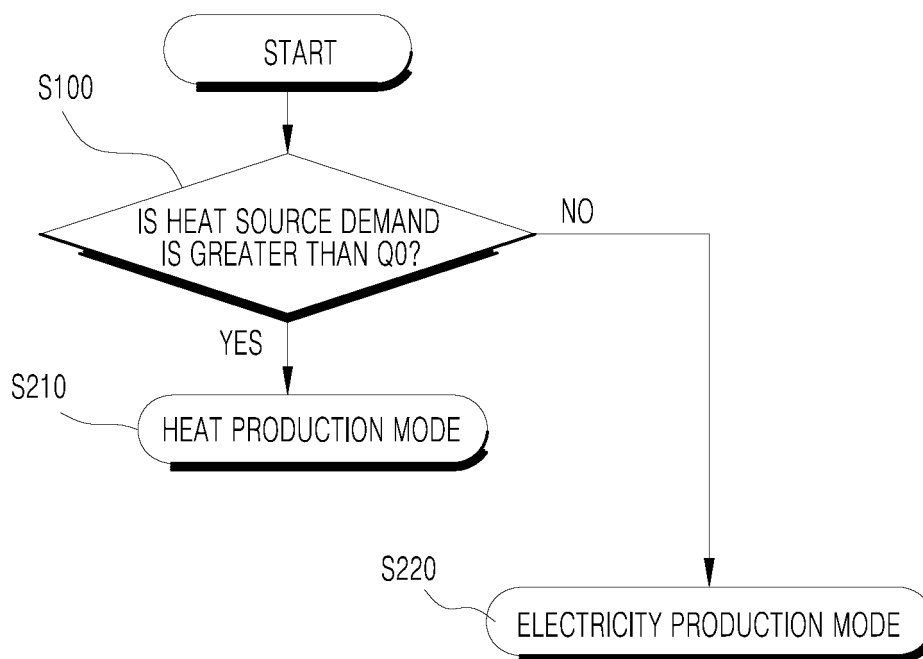 START
S100
IS HEAT SOURCE DEMAND
IS GREATER THAN Q0?
NO
YES
S210
HEAT PRODUCTION MODE
S220
ELECTRICITY PRODUCTION MODE